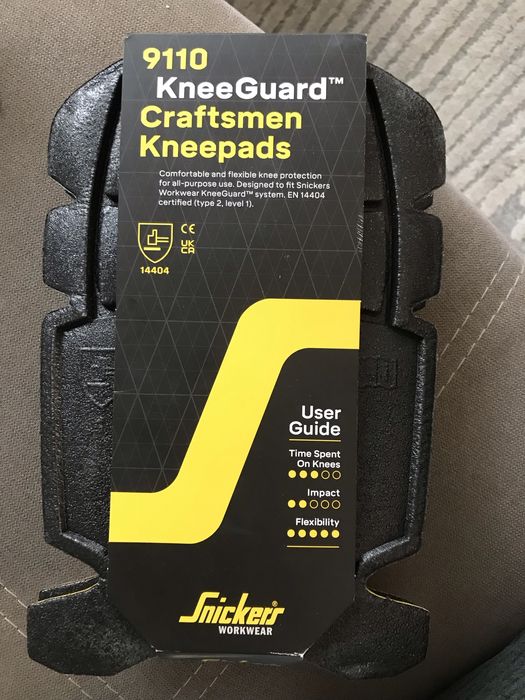 9110
KneeGuard™
Craftsmen
Kneepads
Comfortable and flexible knee protection
for all-purpose use. Designed to fit Snickers
Workwear KneeGuard™ system. EN 14404
certified (type 2, level 1).
CE
UK
CA
14404
User
Guide
Time Spent
On Knees
Impact
Flexibility
Snickers
WORKWEAR